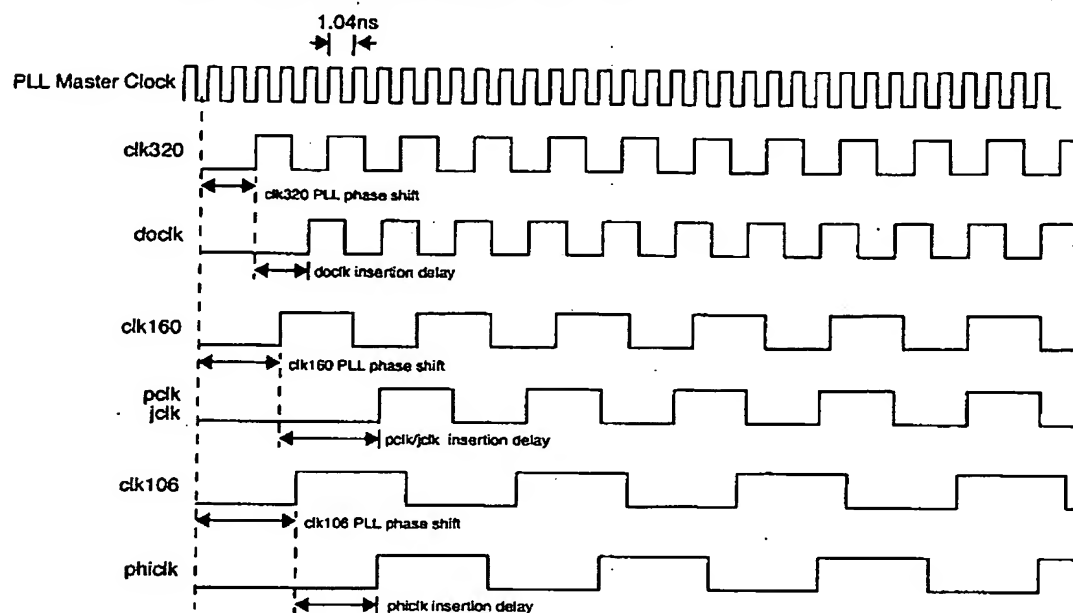 1.04ns
PLL Master Clock
clk320
clk320 PLL phase shift
doclk
doclk insertion delay
clk160
clk160 PLL phase shift
pclk
jclk
pclk/jclk insertion delay
clk106
clk106 PLL phase shift
phiclk
phiclk insertion delay